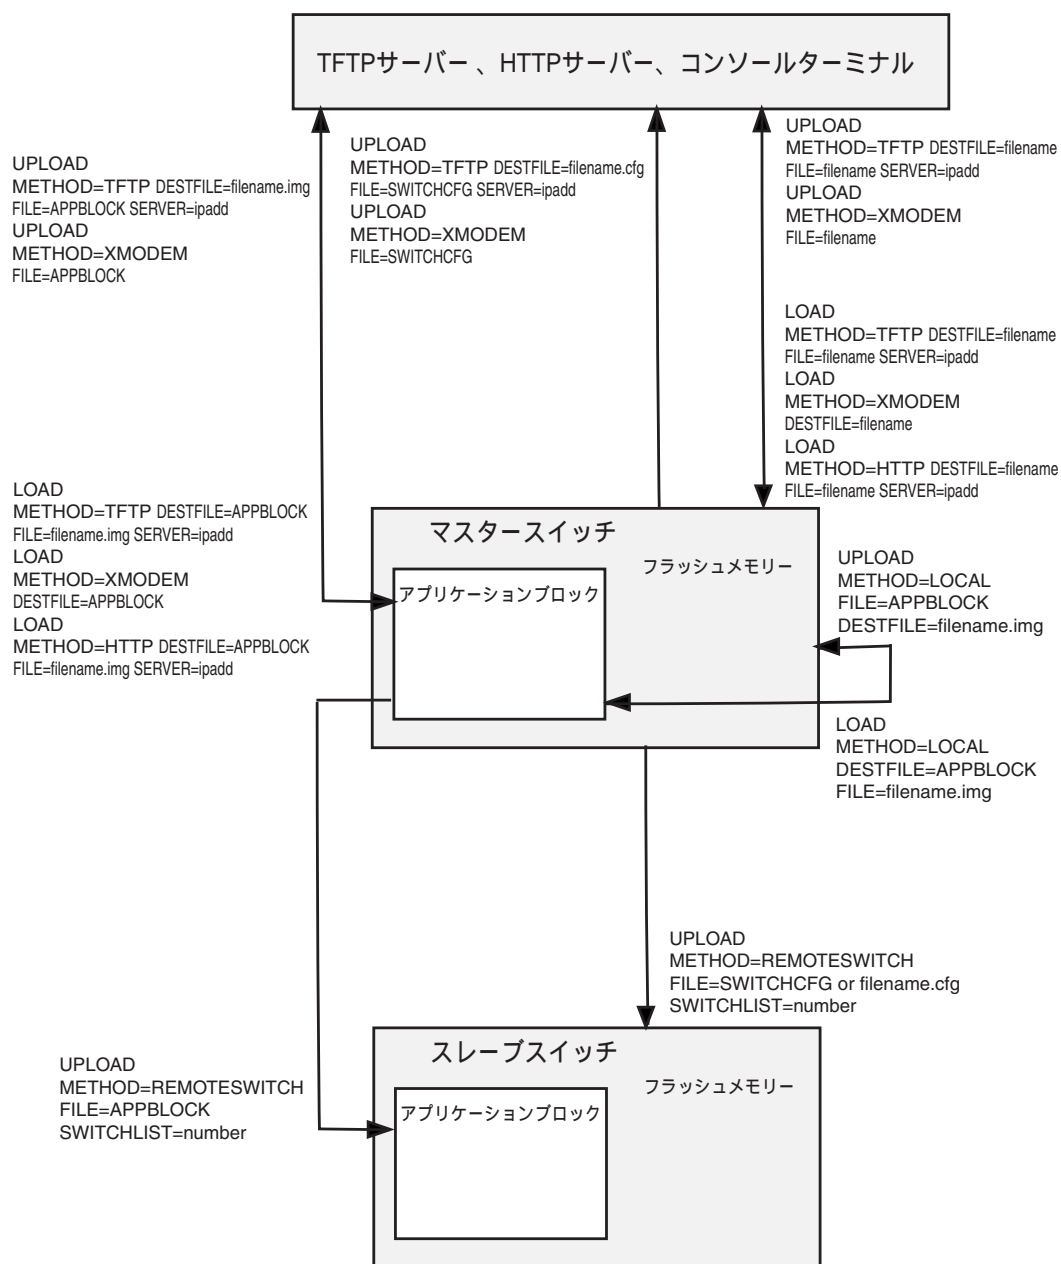 TFTPサーバー 、HTTPサーバー、コンソールターミナル
UPLOAD
METHOD=TFTP DESTFILE=filename.img
FILE=APPBLOCK SERVER=ipadd
UPLOAD
METHOD=XMODEM
FILE=APPBLOCK
UPLOAD
METHOD=TFTP DESTFILE=filename.cfg
FILE=SWITCHCFG SERVER=ipadd
UPLOAD
METHOD=XMODEM
FILE=SWITCHCFG
UPLOAD
METHOD=TFTP DESTFILE=filename
FILE=filename SERVER=ipadd
UPLOAD
METHOD=XMODEM
FILE=filename
LOAD
METHOD=TFTP DESTFILE=filename
FILE=filename SERVER=ipadd
LOAD
METHOD=XMODEM
DESTFILE=filename
LOAD
METHOD=HTTP DESTFILE=filename
FILE=filename SERVER=ipadd
LOAD
METHOD=TFTP DESTFILE=APPBLOCK
FILE=filename.img SERVER=ipadd
LOAD
METHOD=XMODEM
DESTFILE=APPBLOCK
LOAD
METHOD=HTTP DESTFILE=APPBLOCK
FILE=filename.img SERVER=ipadd
マスタースイッチ
フラッシュメモリー
アプリケーションブロック
UPLOAD
METHOD=LOCAL
FILE=APPBLOCK
DESTFILE=filename.img
LOAD
METHOD=LOCAL
DESTFILE=APPBLOCK
FILE=filename.img
UPLOAD
METHOD=REMOTESWITCH
FILE=SWITCHCFG or filename.cfg
SWITCHLIST=number
UPLOAD
METHOD=REMOTESWITCH
FILE=APPBLOCK
SWITCHLIST=number
スレーブスイッチ
フラッシュメモリー
アプリケーションブロック